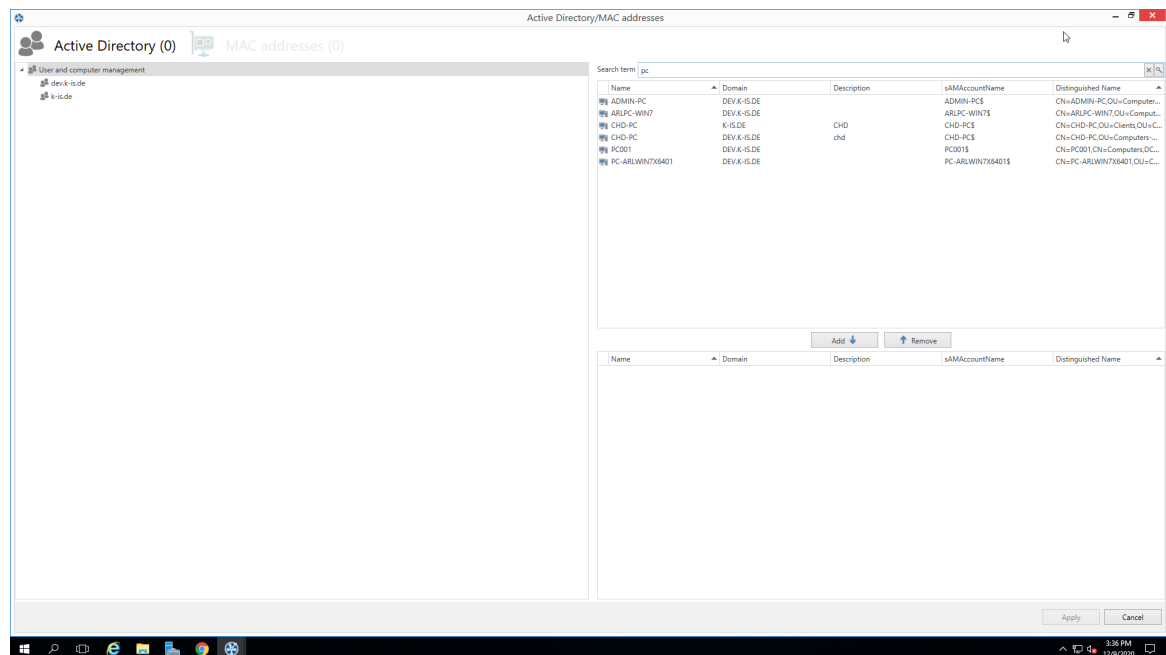 Active Directory/MAC addresses
Active Directory (0) MAC addresses (0)
User and computer management
dev.k-is.de
k-is.de
Search term pc
Name Domain Description sAMAccountName Distinguished Name
ADMIN-PC DEV.K-IS.DE ADMIN-PC$ CN=ADMIN-PC,OU=Computer...
ARLPC-WIN7 DEV.K-IS.DE ARLPC-WIN7$ CN=ARLPC-WIN7,OU=Comput...
CHD-PC K-IS.DE CHD CHD-PC$ CN=CHD-PC,OU=Clients,OU=C...
CHD-PC DEV.K-IS.DE chd CHD-PC$ CN=CHD-PC,OU=Computers-...
PC001 DEV.K-IS.DE PC001$ CN=PC001,CN=Computers,DC...
PC-ARLWIN7X6401 DEV.K-IS.DE PC-ARLWIN7X6401$ CN=PC-ARLWIN7X6401,OU=C...
Add Remove
Name Domain Description sAMAccountName Distinguished Name
Apply Cancel
3:36 PM
12/9/2020